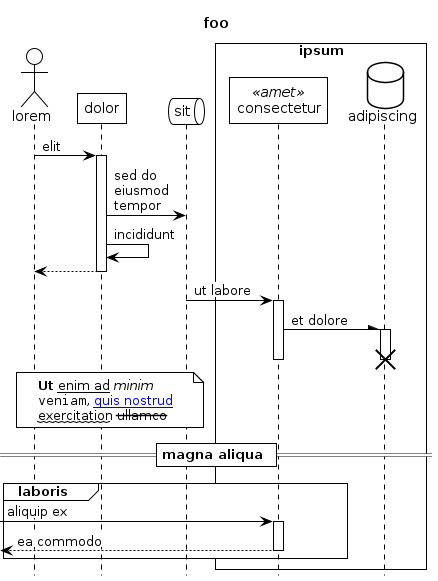 foo
ipsum
lorem
dolor
sit
«amet»
consectetur
adipiscing
elit
sed do
eiusmod
tempor
incididunt
ut labore
et dolore
Ut enim ad minim
veniam, quis nostrud
exercitation ullamco
magna aliqua
laboris
aliquip ex
ea commodo